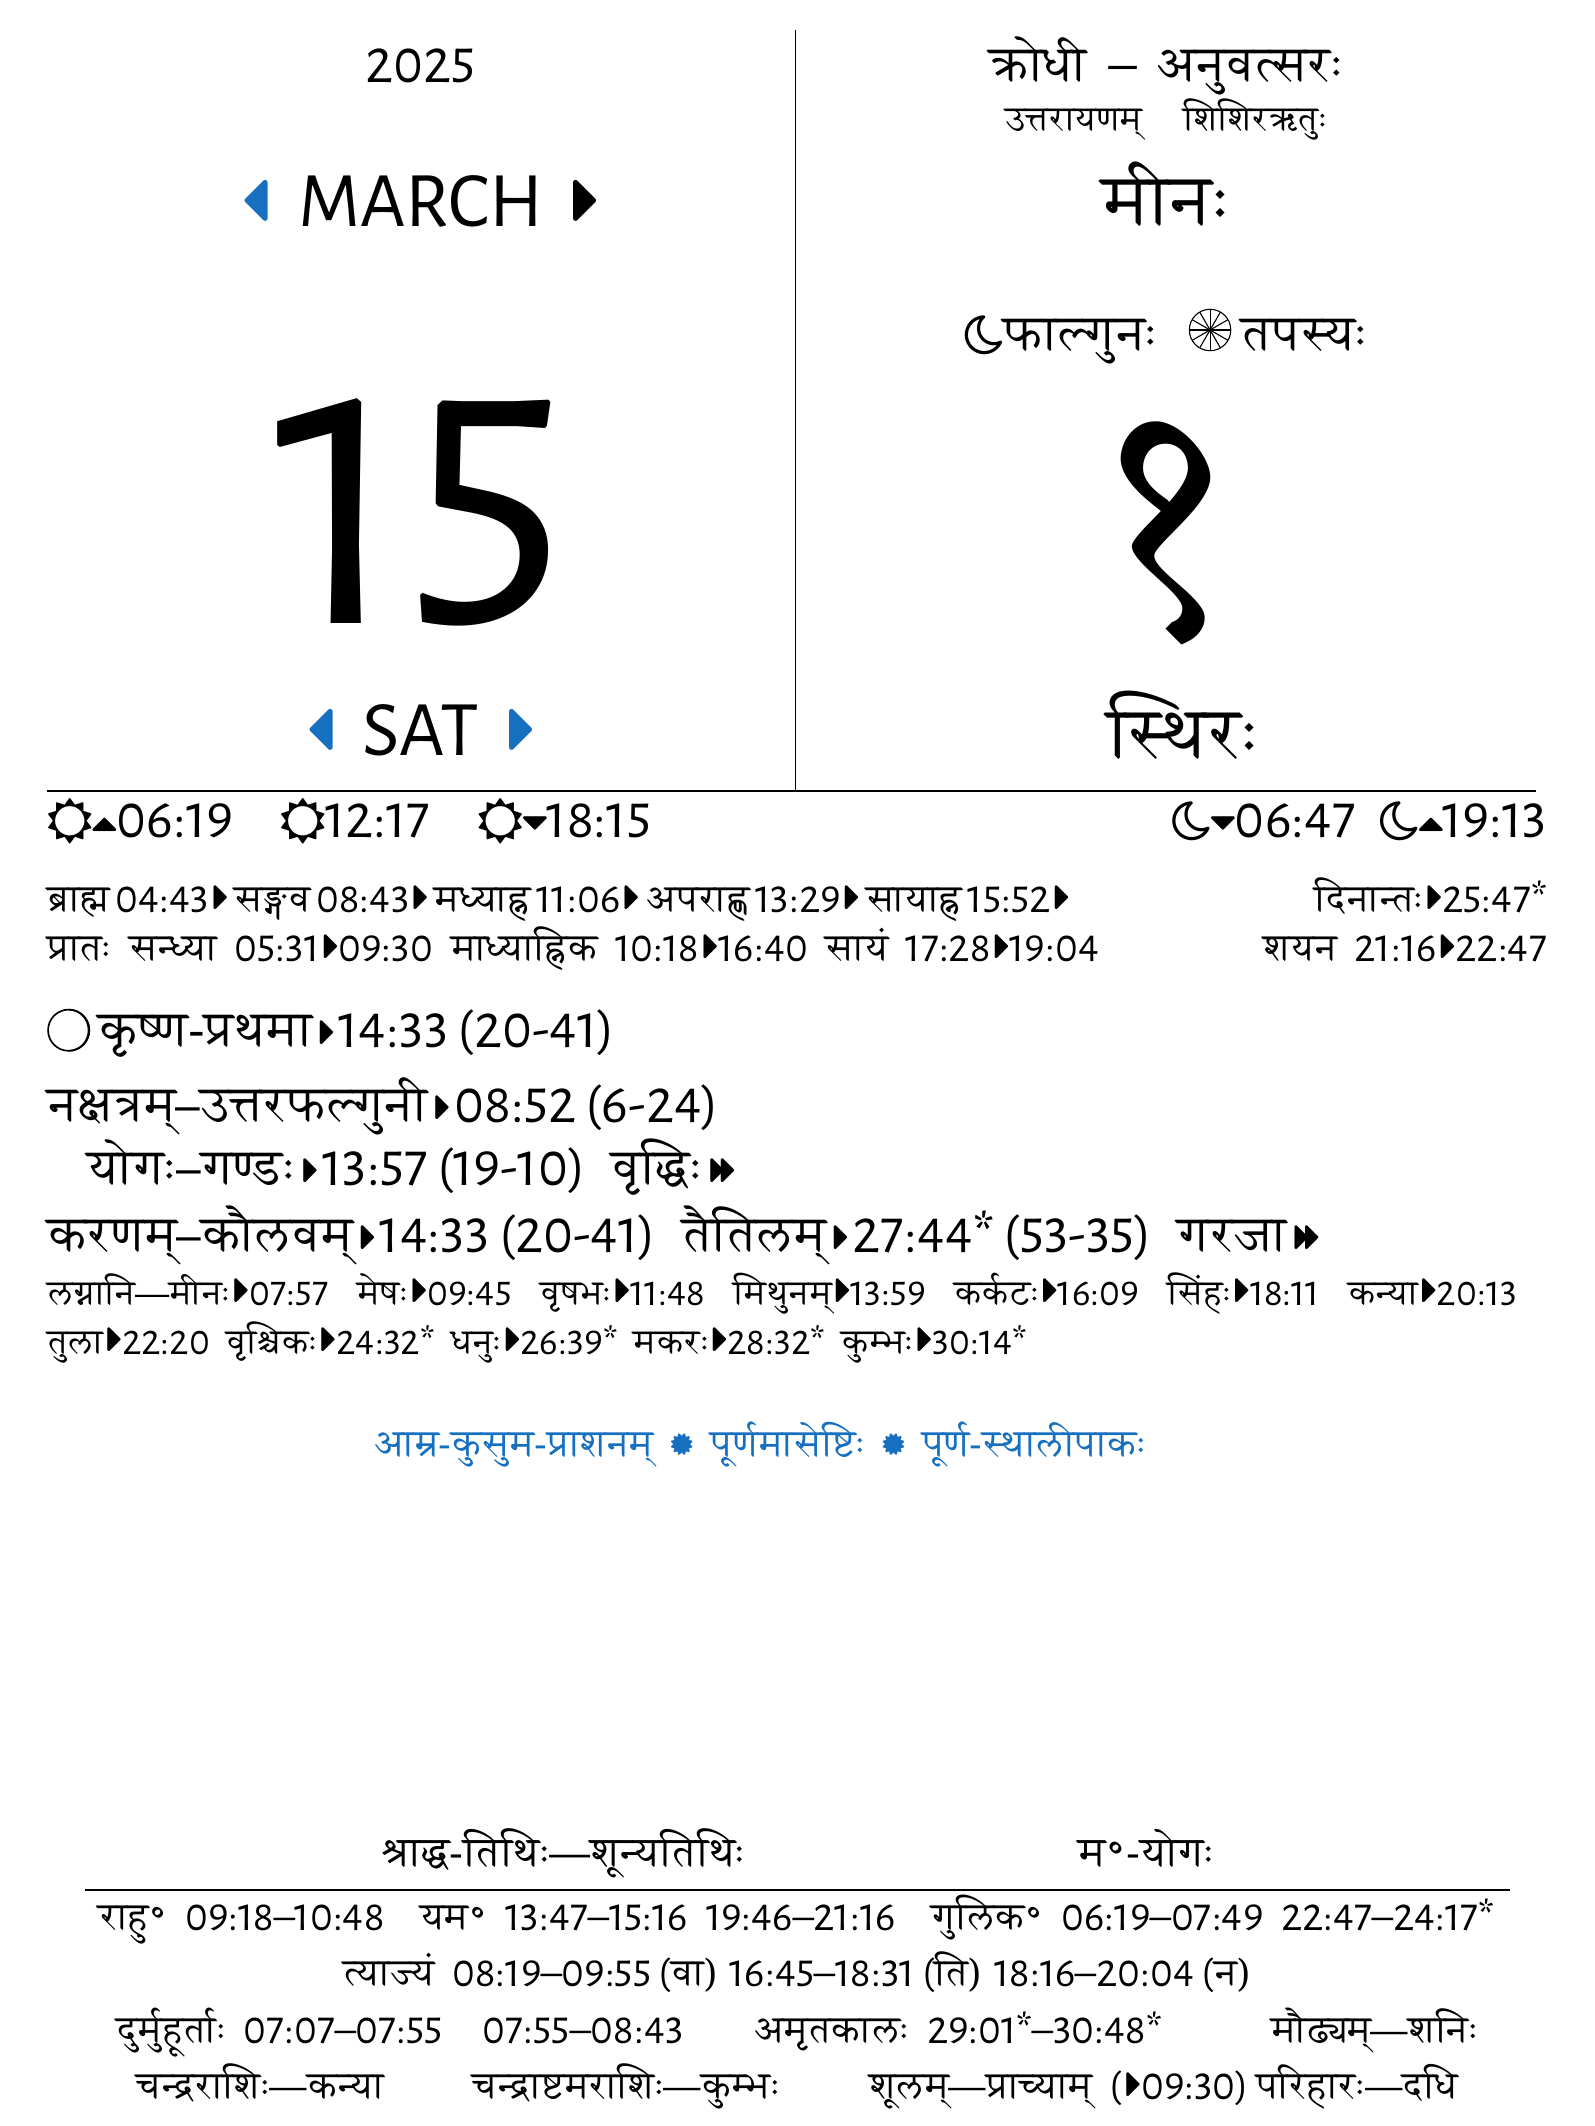 2025
क्रोधी – अनुवत्सरः
उत्तरायणम् शिशिरऋतुः
MARCH
मीनः
फाल्गुनः तपस्यः
15
१
SAT
स्थिरः
06:19 12:17 18:15 06:47 19:13
ब्राह्म 04:43 सङ्गव 08:43 मध्याह्न 11:06 अपराह्ण 13:29 सायाह्न 15:52 दिनान्तः 25:47*
प्रातः सन्ध्या 05:31 09:30 माध्याह्निक 10:18 16:40 सायं 17:28 19:04 शयन 21:16 22:47
कृष्ण-प्रथमा 14:33 (20-41)
नक्षत्रम्–उत्तरफल्गुनी 08:52 (6-24)
योगः–गण्डः 13:57 (19-10) वृद्धिः
करणम्–कौलवम् 14:33 (20-41) तैतिलम् 27:44* (53-35) गरजा
लग्नानि—मीनः 07:57 मेषः 09:45 वृषभः 11:48 मिथुनम् 13:59 कर्कटः 16:09 सिंहः 18:11 कन्या 20:13
तुला 22:20 वृश्चिकः 24:32* धनुः 26:39* मकरः 28:32* कुम्भः 30:14*
आम्र-कुसुम-प्राशनम् पूर्णमासेष्टिः पूर्ण-स्थालीपाकः
श्राद्ध-तिथिः—शून्यतिथिः म॰-योगः
राहु॰ 09:18–10:48 यम॰ 13:47–15:16 19:46–21:16 गुलिक॰ 06:19–07:49 22:47–24:17*
त्याज्यं 08:19–09:55 (वा) 16:45–18:31 (ति) 18:16–20:04 (न)
दुर्मुहूर्ताः 07:07–07:55 07:55–08:43 अमृतकालः 29:01*–30:48* मौढ्यम्—शनिः
चन्द्रराशिः—कन्या चन्द्राष्टमराशिः—कुम्भः शूलम्—प्राच्याम् (09:30) परिहारः—दधि